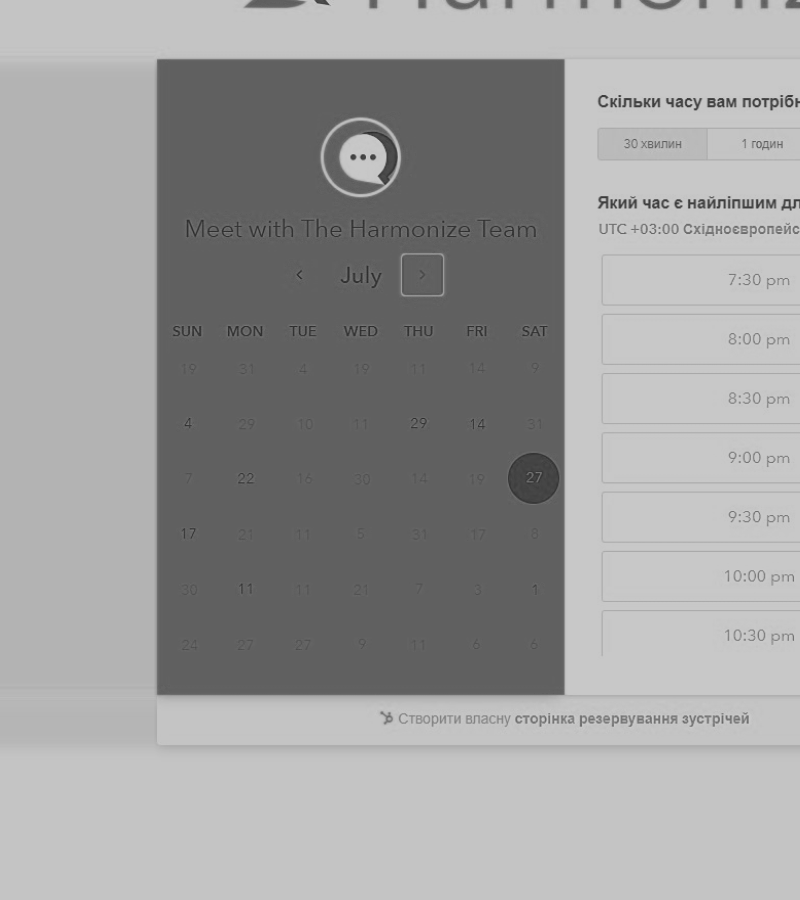 Harmoniz
Meet with The Harmonize Team
July
SUN MON TUE WED THU FRI SAT
19 31 4 19 11 14 9
4 29 10 11 29 14 31
7 22 16 30 14 19 27
17 21 11 5 31 17 8
30 11 11 21 7 3 1
24 27 27 9 11 6 6
Скільки часу вам потрібн
30 хвилин 1 годин
Який час є найліпшим дл
UTC +03:00 Східноєвропейс
7:30 pm
8:00 pm
8:30 pm
9:00 pm
9:30 pm
10:00 pm
10:30 pm
Створити власну сторінка резервування зустрічей